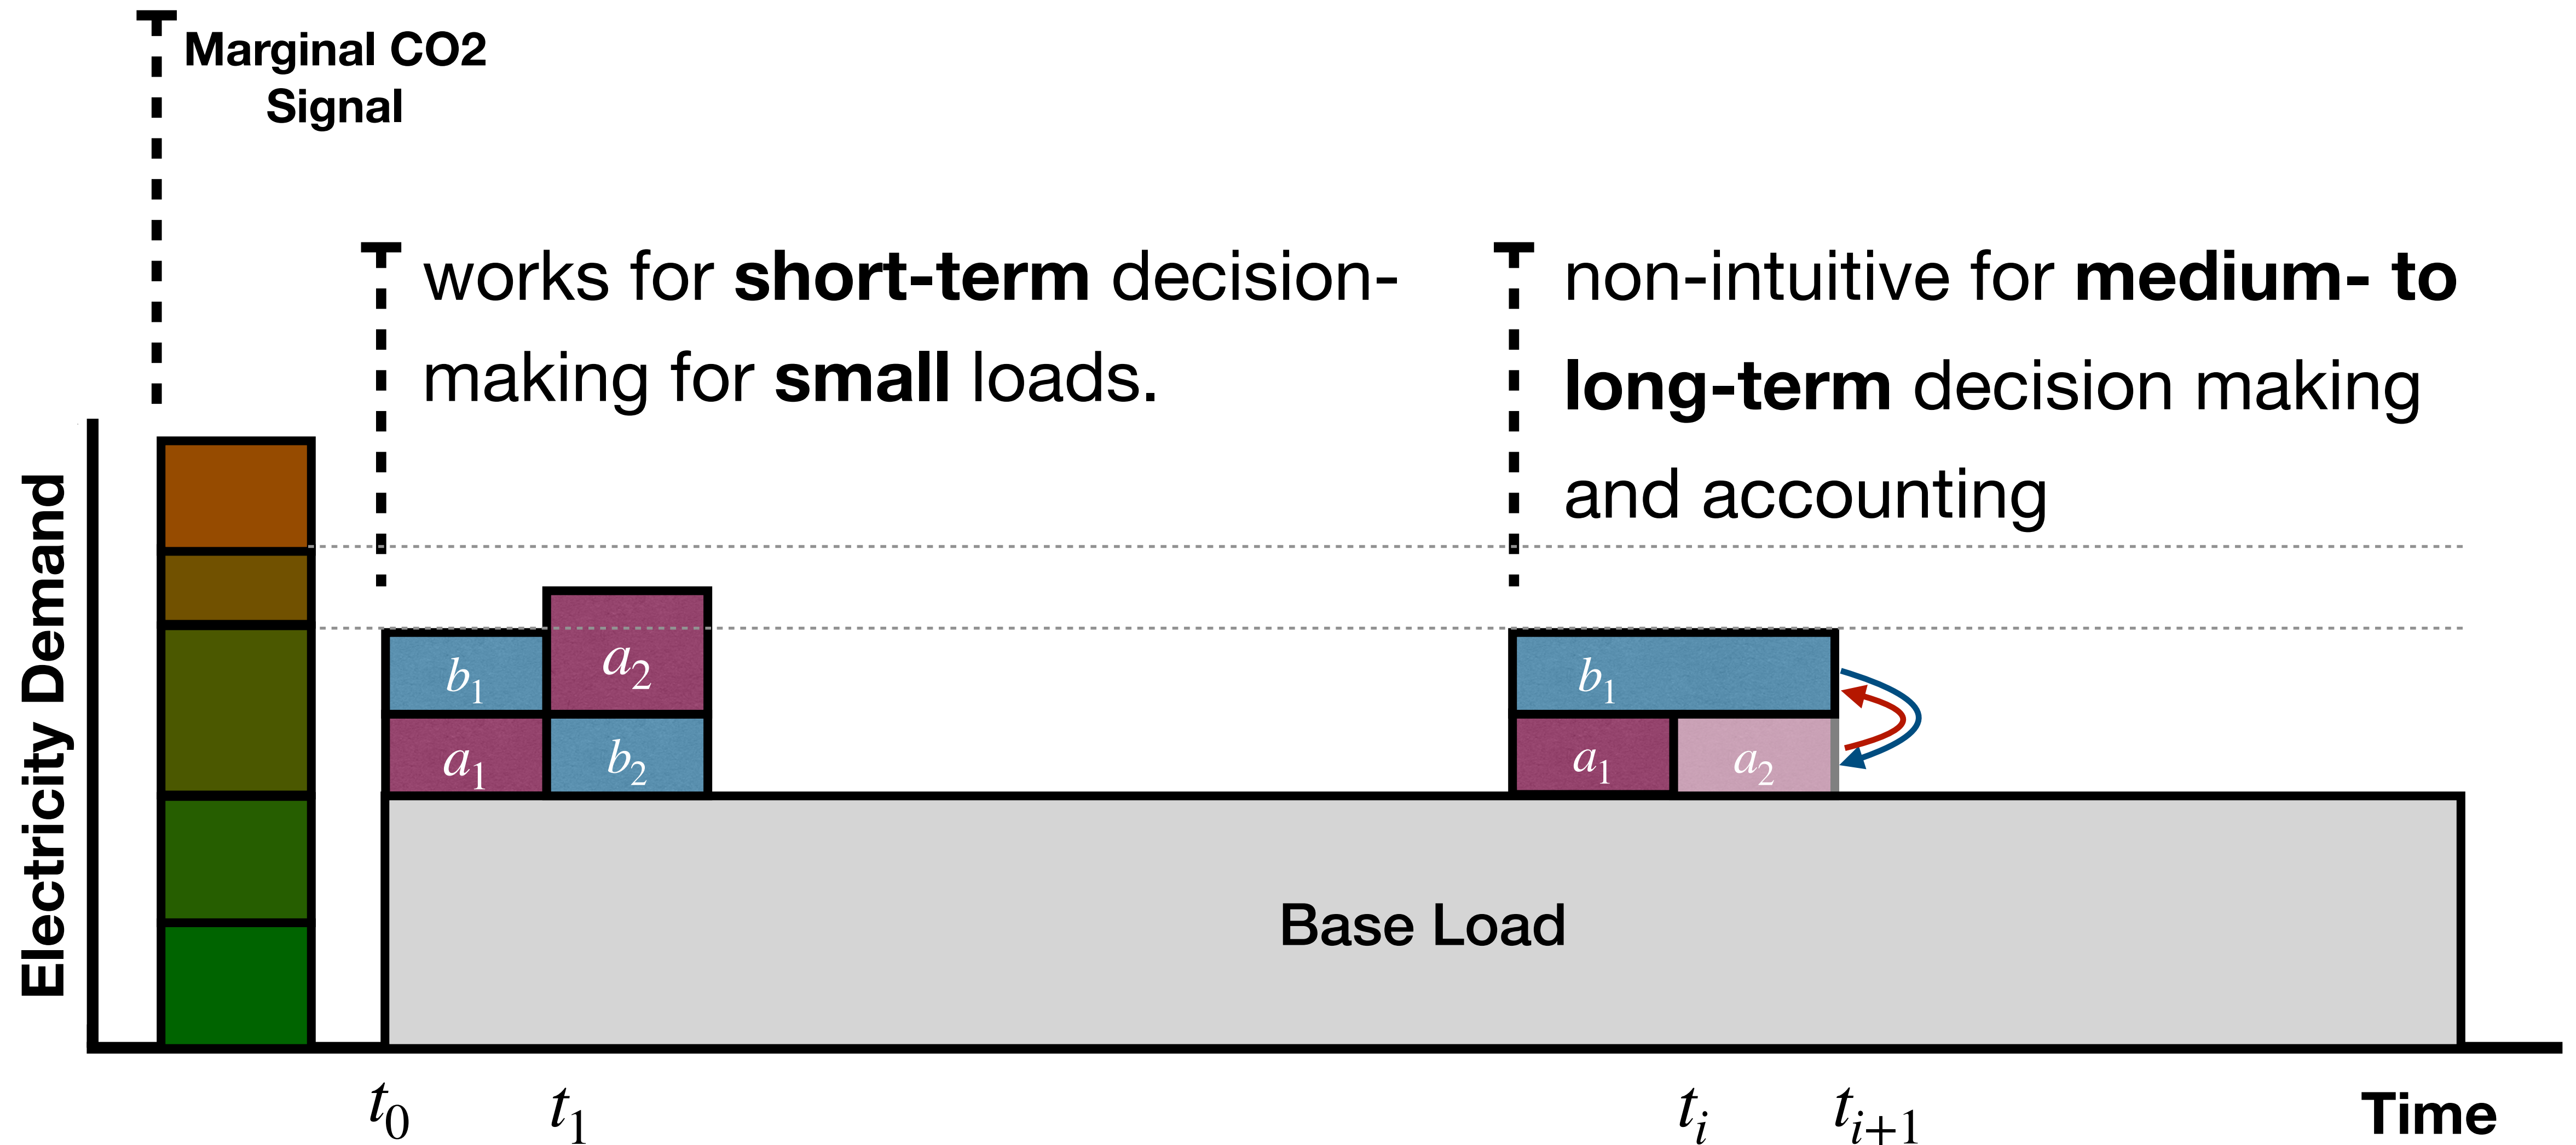 Marginal CO2
Signal
works for short-term decision-
making for small loads.
non-intuitive for medium- to
long-term decision making
and accounting
Electricity Demand
b₁
a₂
a₁
b₂
b₁
a₁
a₂
Base Load
t₀
t₁
tᵢ
tᵢ₊₁
Time